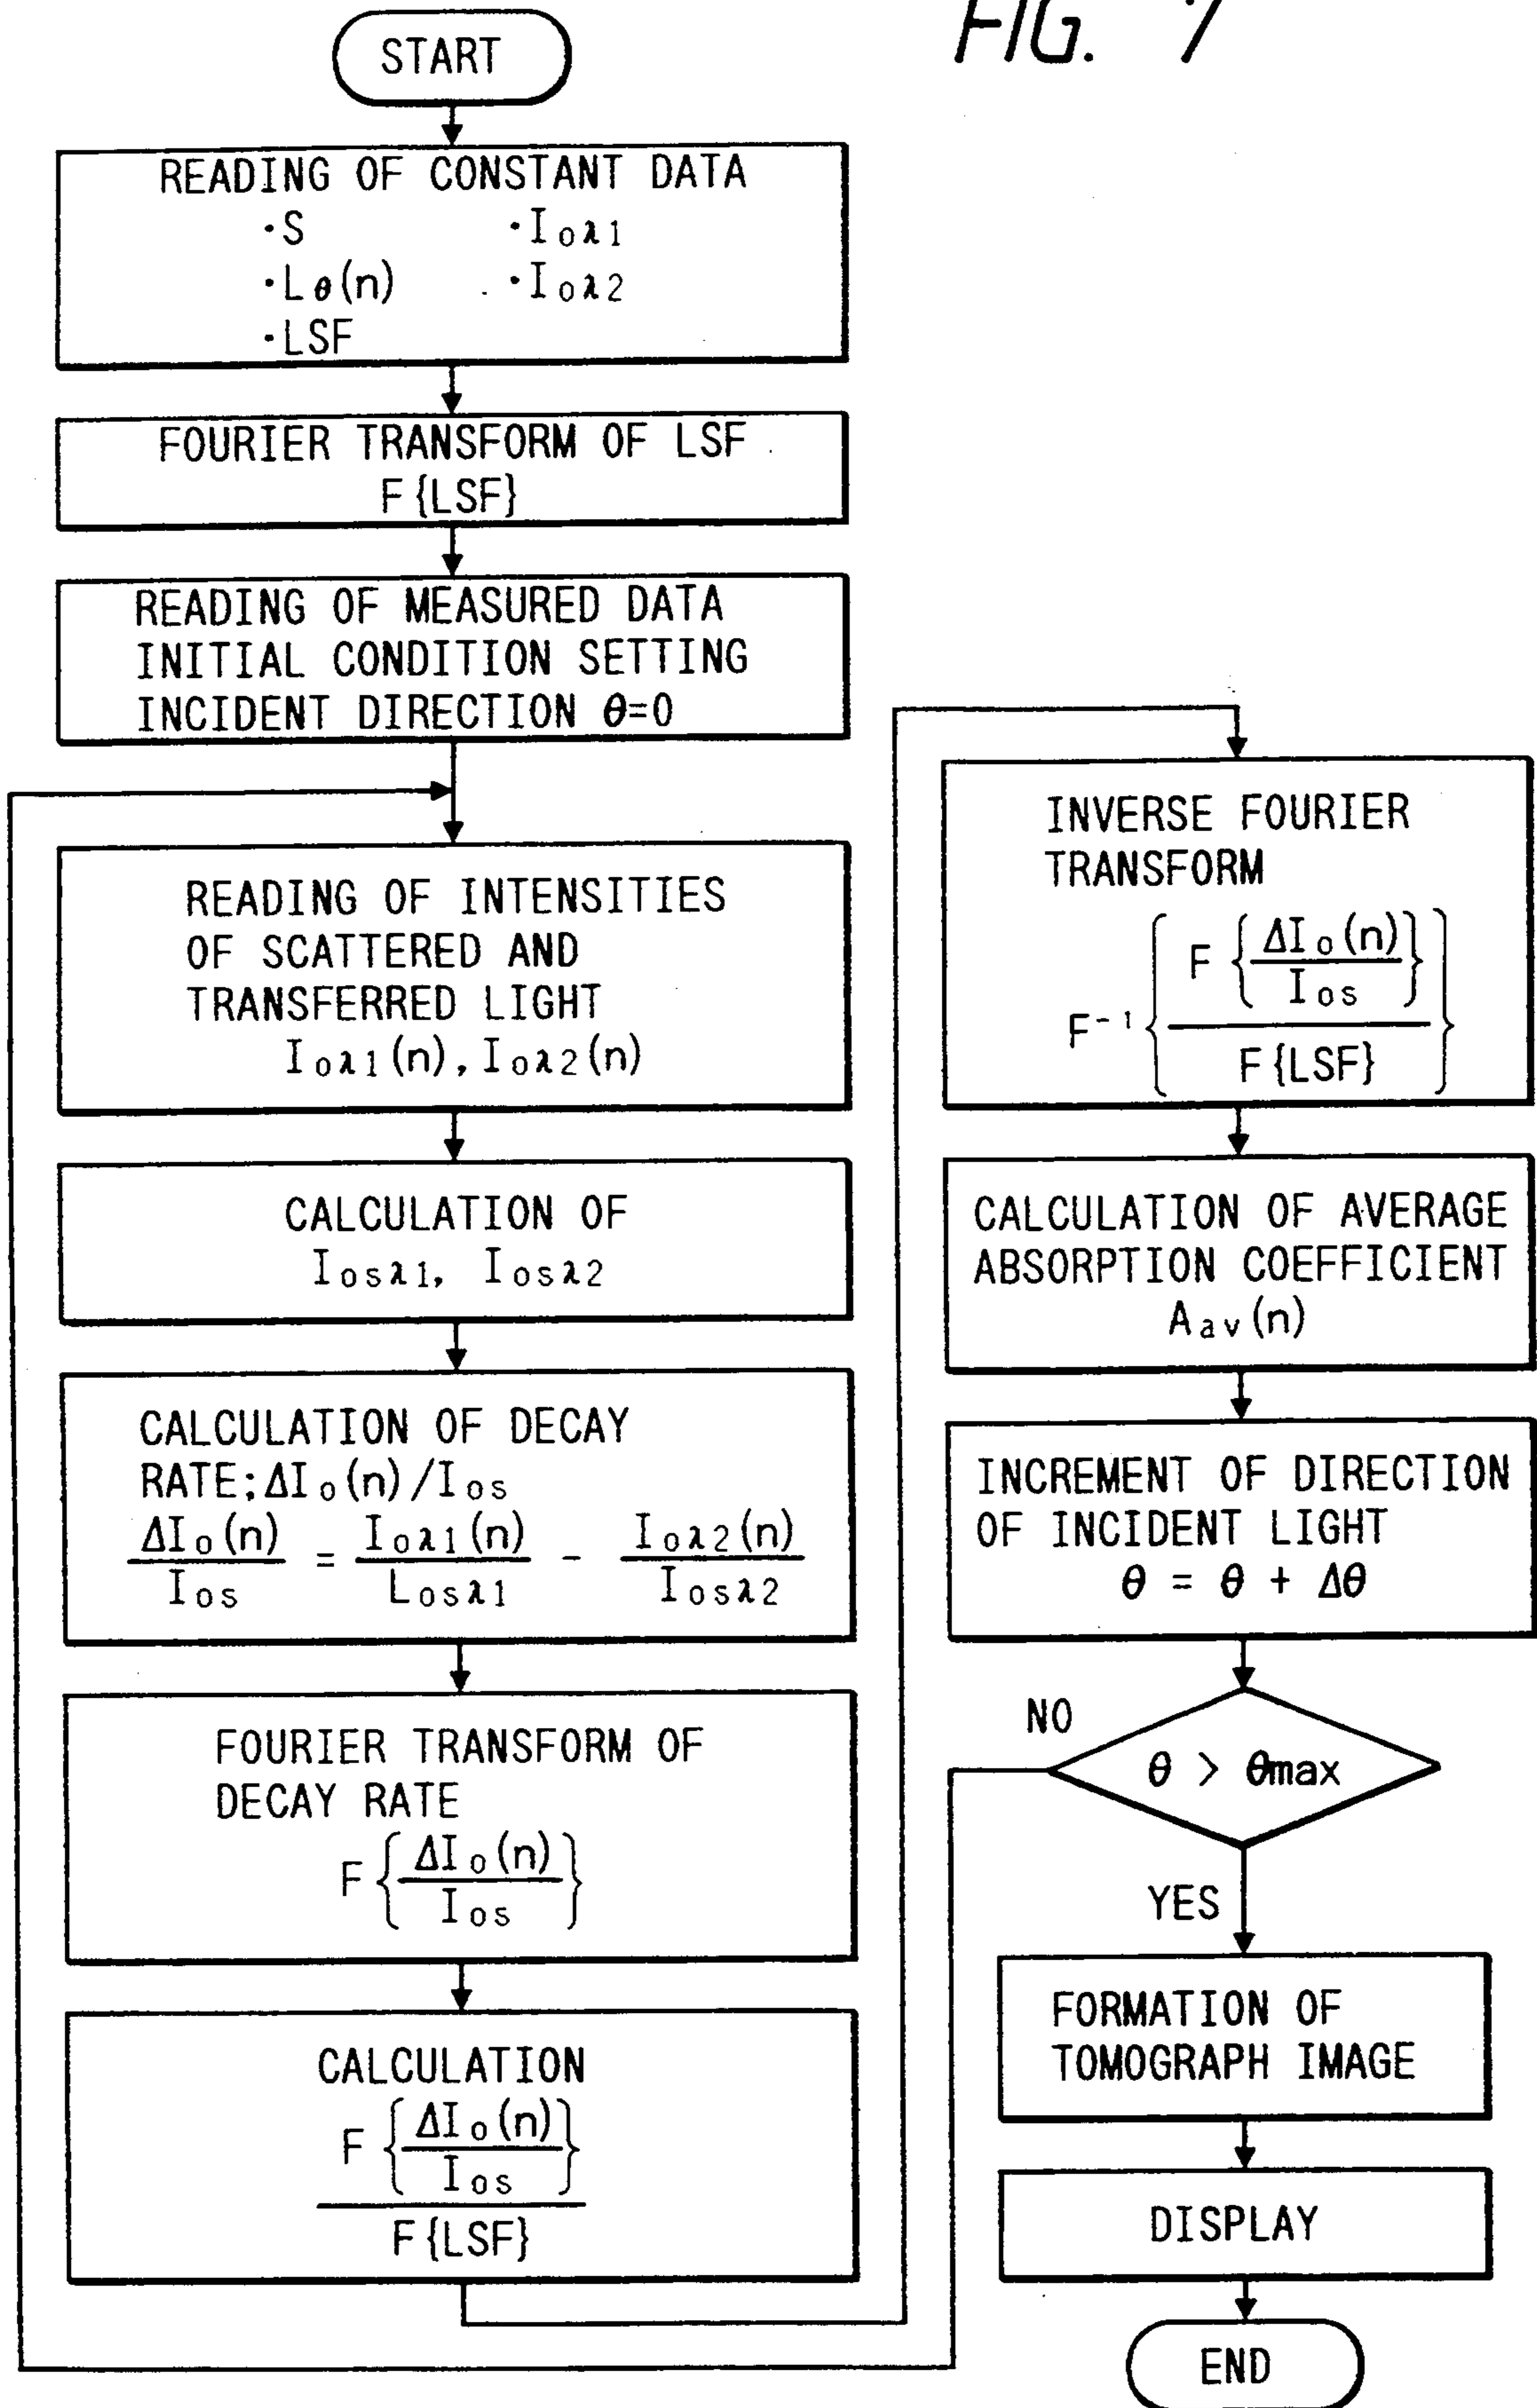 FIG. 7
START
READING OF CONSTANT DATA
·S ·Ioλ1
·Lθ(n) ·Ioλ2
·LSF
FOURIER TRANSFORM OF LSF
F{LSF}
READING OF MEASURED DATA
INITIAL CONDITION SETTING
INCIDENT DIRECTION θ=0
READING OF INTENSITIES
OF SCATTERED AND
TRANSFERRED LIGHT
Ioλ1(n), Ioλ2(n)
CALCULATION OF
Iosλ1, Iosλ2
CALCULATION OF DECAY
RATE;ΔIo(n)/Ios
ΔIo(n)/Ios = Ioλ1(n)/Losλ1 - Ioλ2(n)/Iosλ2
FOURIER TRANSFORM OF
DECAY RATE
F{ΔIo(n)/Ios}
CALCULATION
F{ΔIo(n)/Ios}
F{LSF}
INVERSE FOURIER
TRANSFORM
F⁻¹{F{ΔIo(n)/Ios}/F{LSF}}
CALCULATION OF AVERAGE
ABSORPTION COEFFICIENT
Aav(n)
INCREMENT OF DIRECTION
OF INCIDENT LIGHT
θ = θ + Δθ
NO
θ > θmax
YES
FORMATION OF
TOMOGRAPH IMAGE
DISPLAY
END